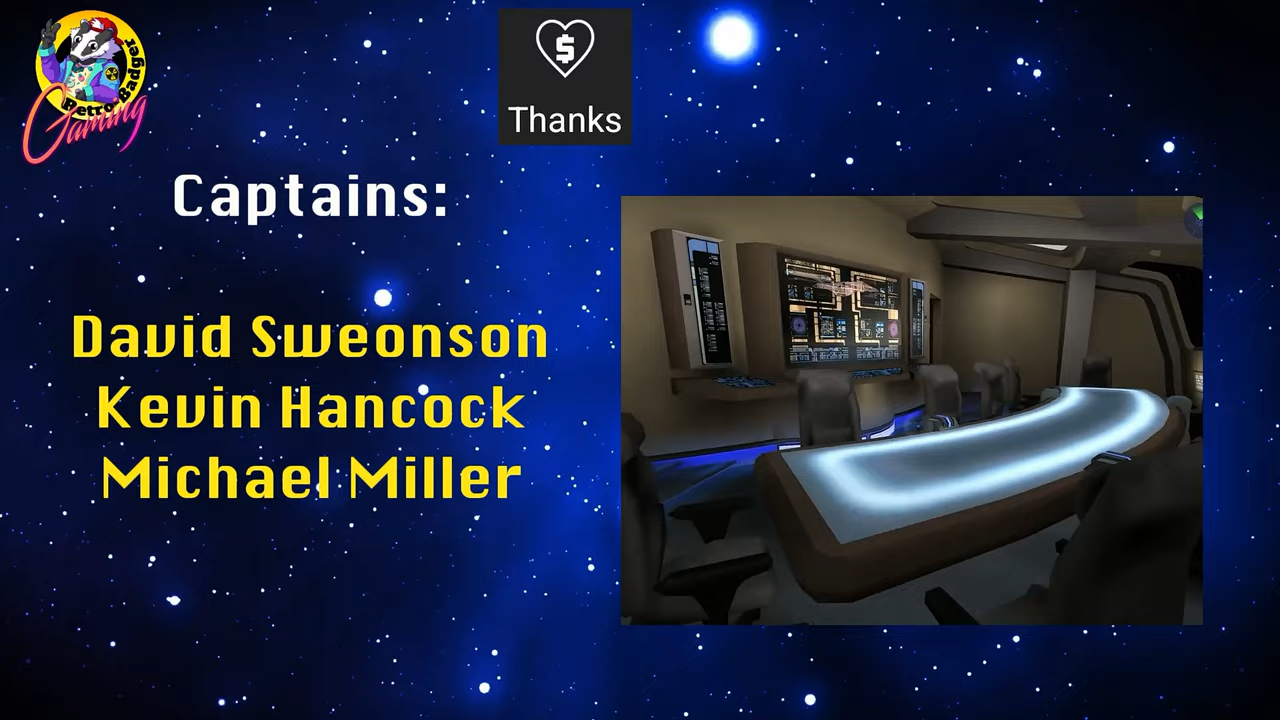 Retro Badger
Gaming
Thanks
Captains:
David Sweonson
Kevin Hancock
Michael Miller